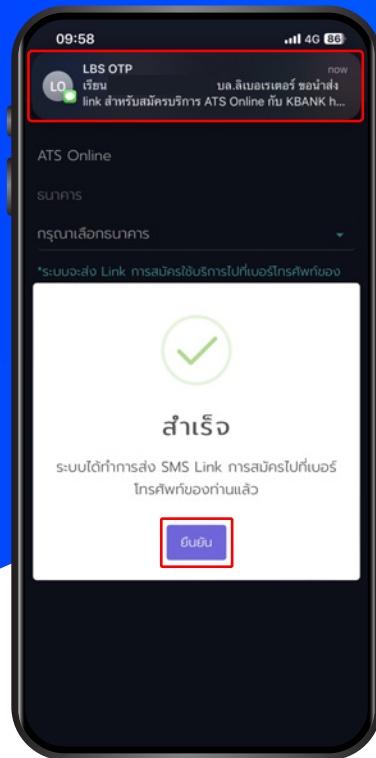 09:58 4G 86
LBS OTP now
LO เรียน บล.ลิเบอเรเตอร์ ขอนำส่ง
link สำหรับสมัครบริการ ATS Online กับ KBANK h...
ATS Online
ธนาคาร
กรุณาเลือกธนาคาร
*ระบบจะส่ง Link การสมัครใช้บริการไปที่เบอร์โทรศัพท์ของ
สำเร็จ
ระบบได้ทำการส่ง SMS Link การสมัครไปที่เบอร์
โทรศัพท์ของท่านแล้ว
ยืนยัน